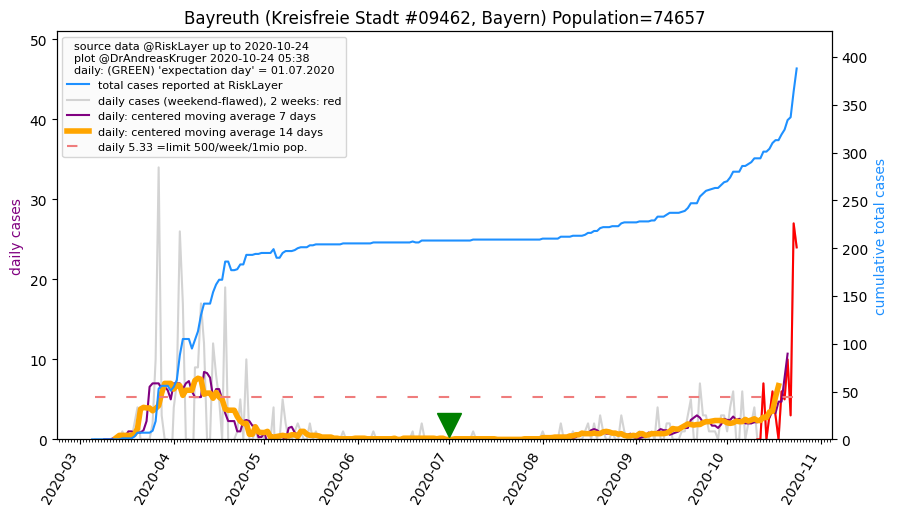 Bayreuth (Kreisfreie Stadt #09462, Bayern) Population=74657
source data @RiskLayer up to 2020-10-24
plot @DrAndreasKruger 2020-10-24 05:38
daily: (GREEN) 'expectation day' = 01.07.2020
total cases reported at RiskLayer
daily cases (weekend-flawed), 2 weeks: red
daily: centered moving average 7 days
daily: centered moving average 14 days
daily 5.33 =limit 500/week/1mio pop.
daily cases
50
40
30
20
10
0
cumulative total cases
400
350
300
250
200
150
100
50
0
2020-03
2020-04
2020-05
2020-06
2020-07
2020-08
2020-09
2020-10
2020-11